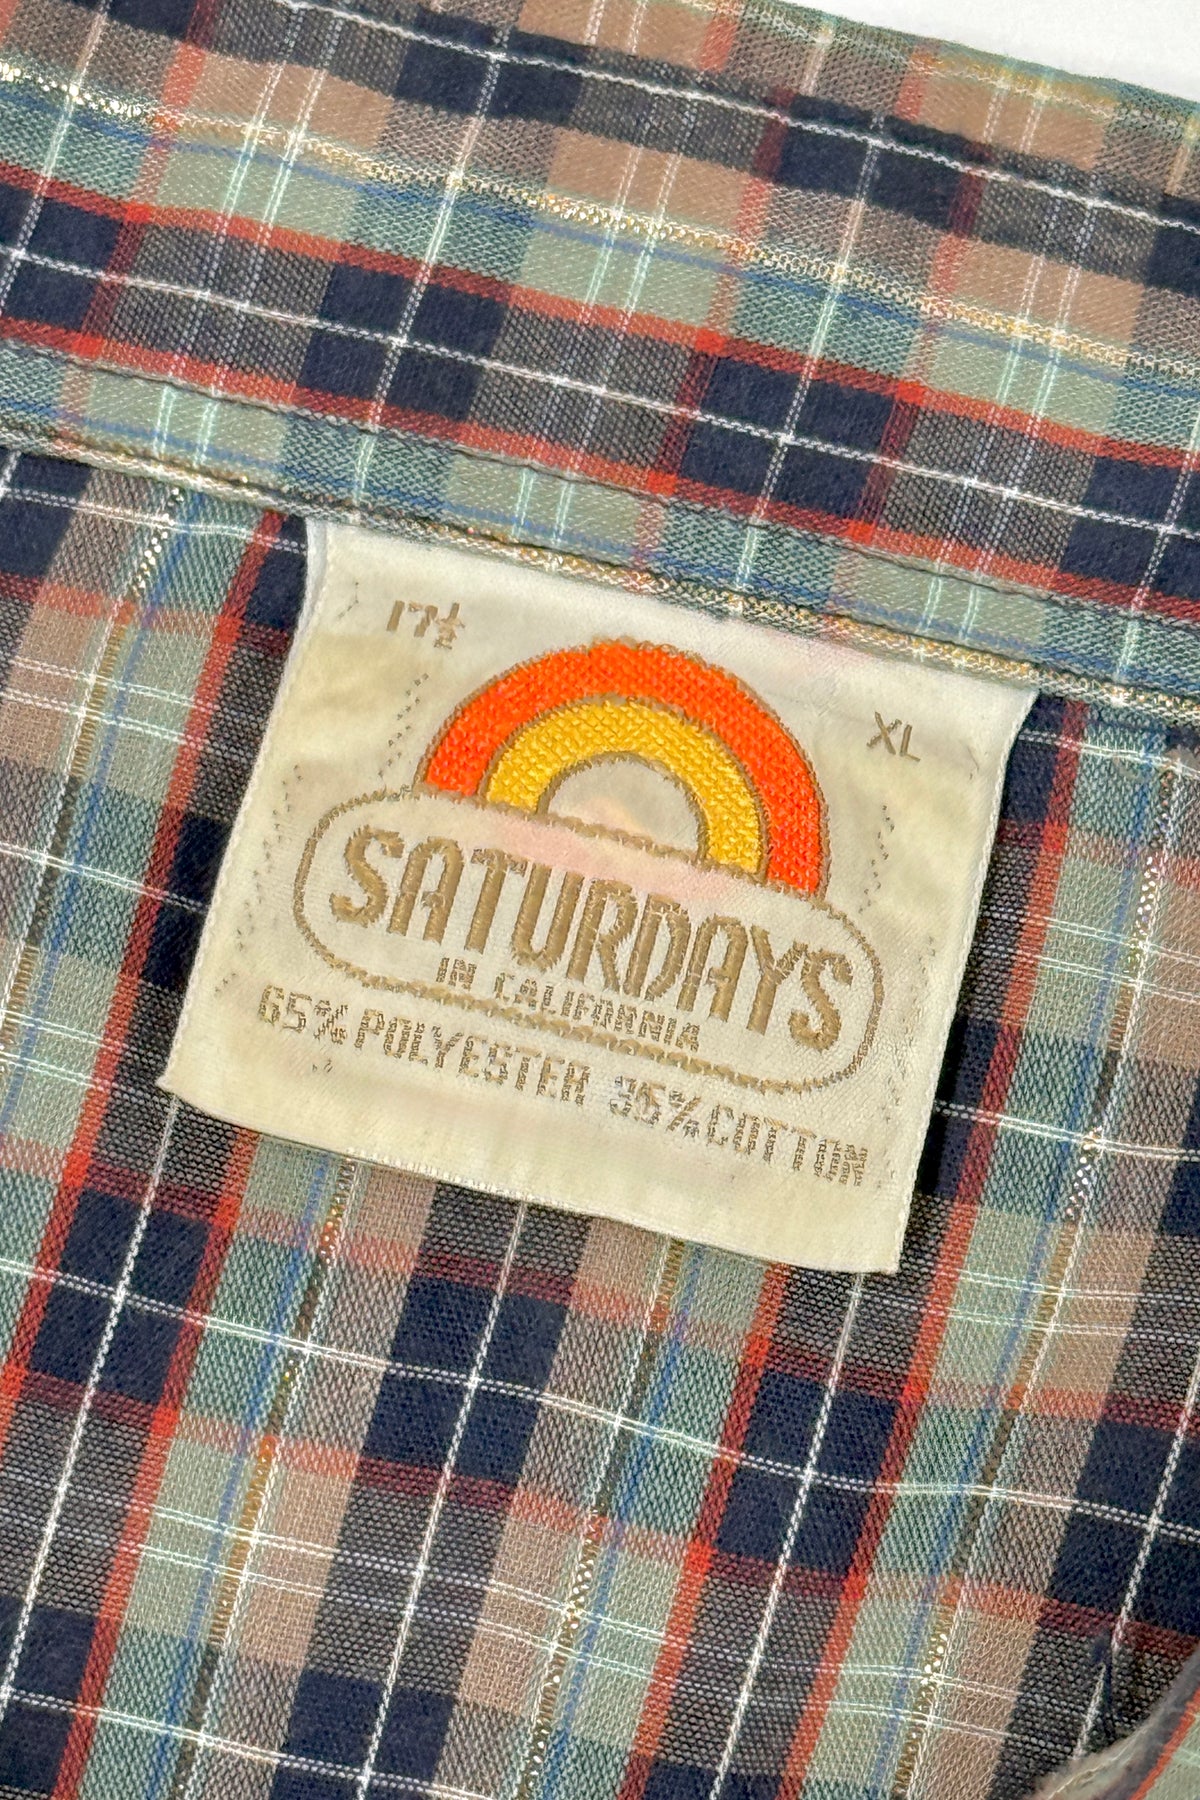 17½
XL
SATURDAYS
IN CALIFORNIA
65% POLYESTER 35% COTTON